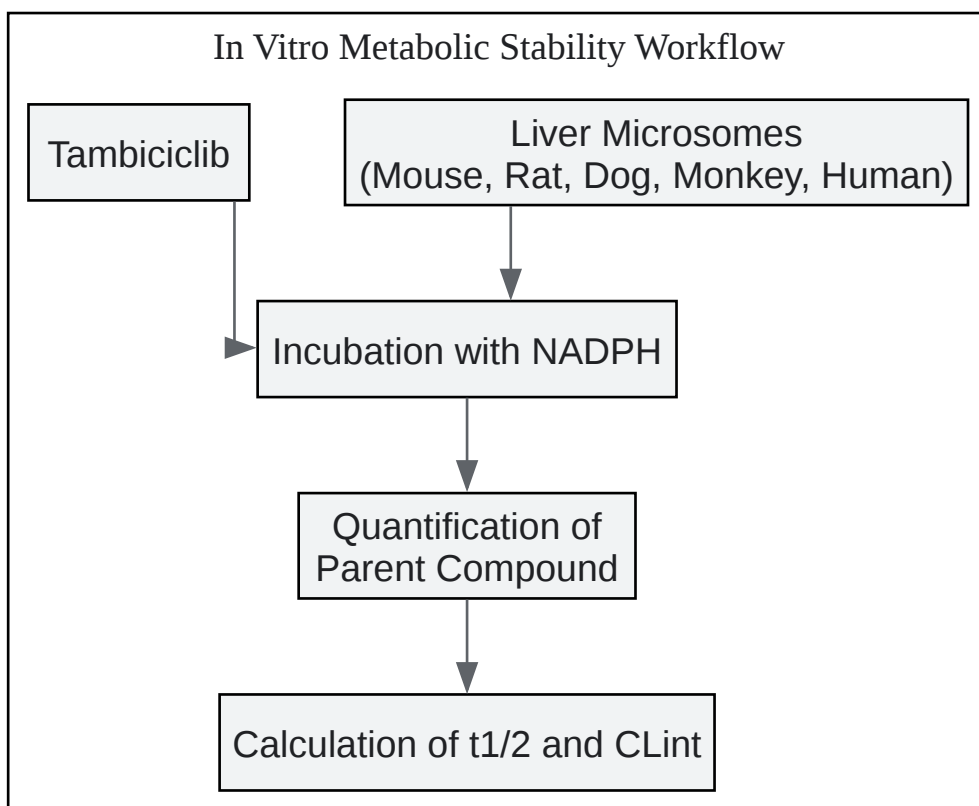 In Vitro Metabolic Stability Workflow
Tambiciclib
Liver Microsomes
(Mouse, Rat, Dog, Monkey, Human)
Incubation with NADPH
Quantification of
Parent Compound
Calculation of t1/2 and CLint